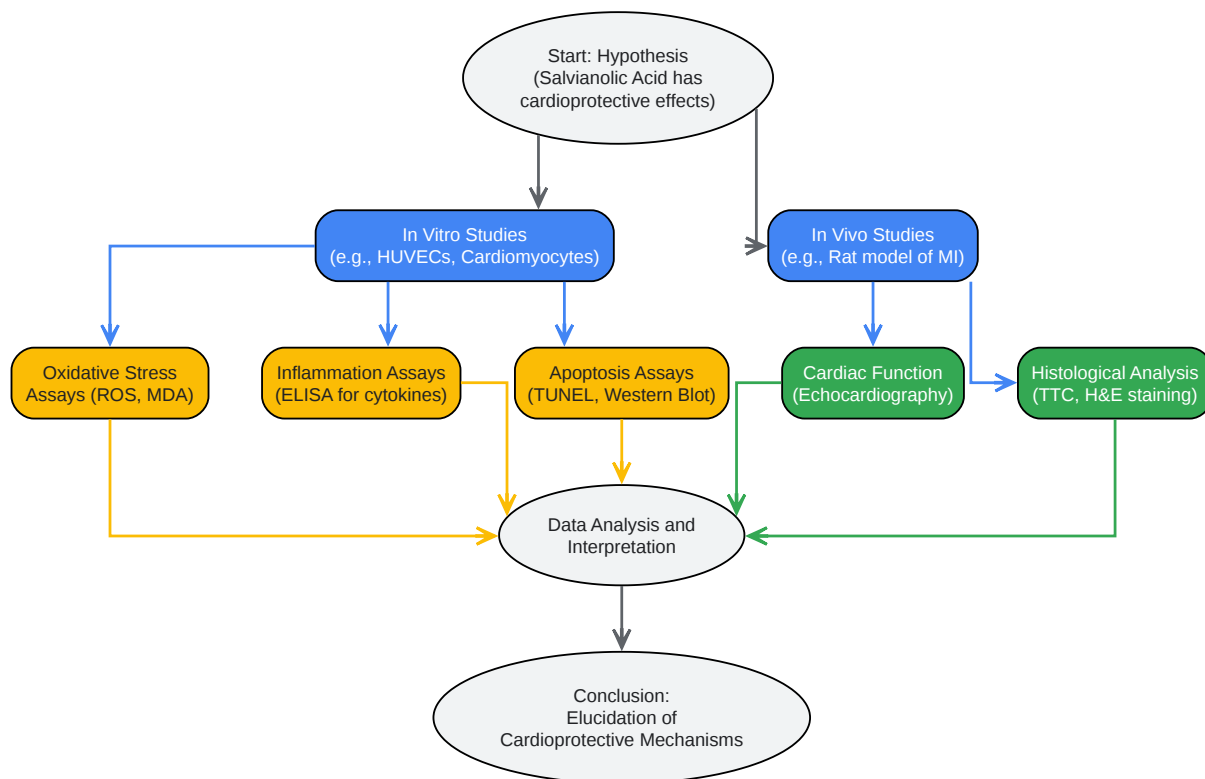 Start: Hypothesis
(Salvianolic Acid has
cardioprotective effects)
In Vitro Studies
(e.g., HUVECs, Cardiomyocytes)
In Vivo Studies
(e.g., Rat model of MI)
Oxidative Stress
Assays (ROS, MDA)
Inflammation Assays
(ELISA for cytokines)
Apoptosis Assays
(TUNEL, Western Blot)
Cardiac Function
(Echocardiography)
Histological Analysis
(TTC, H&E staining)
Data Analysis and
Interpretation
Conclusion:
Elucidation of
Cardioprotective Mechanisms